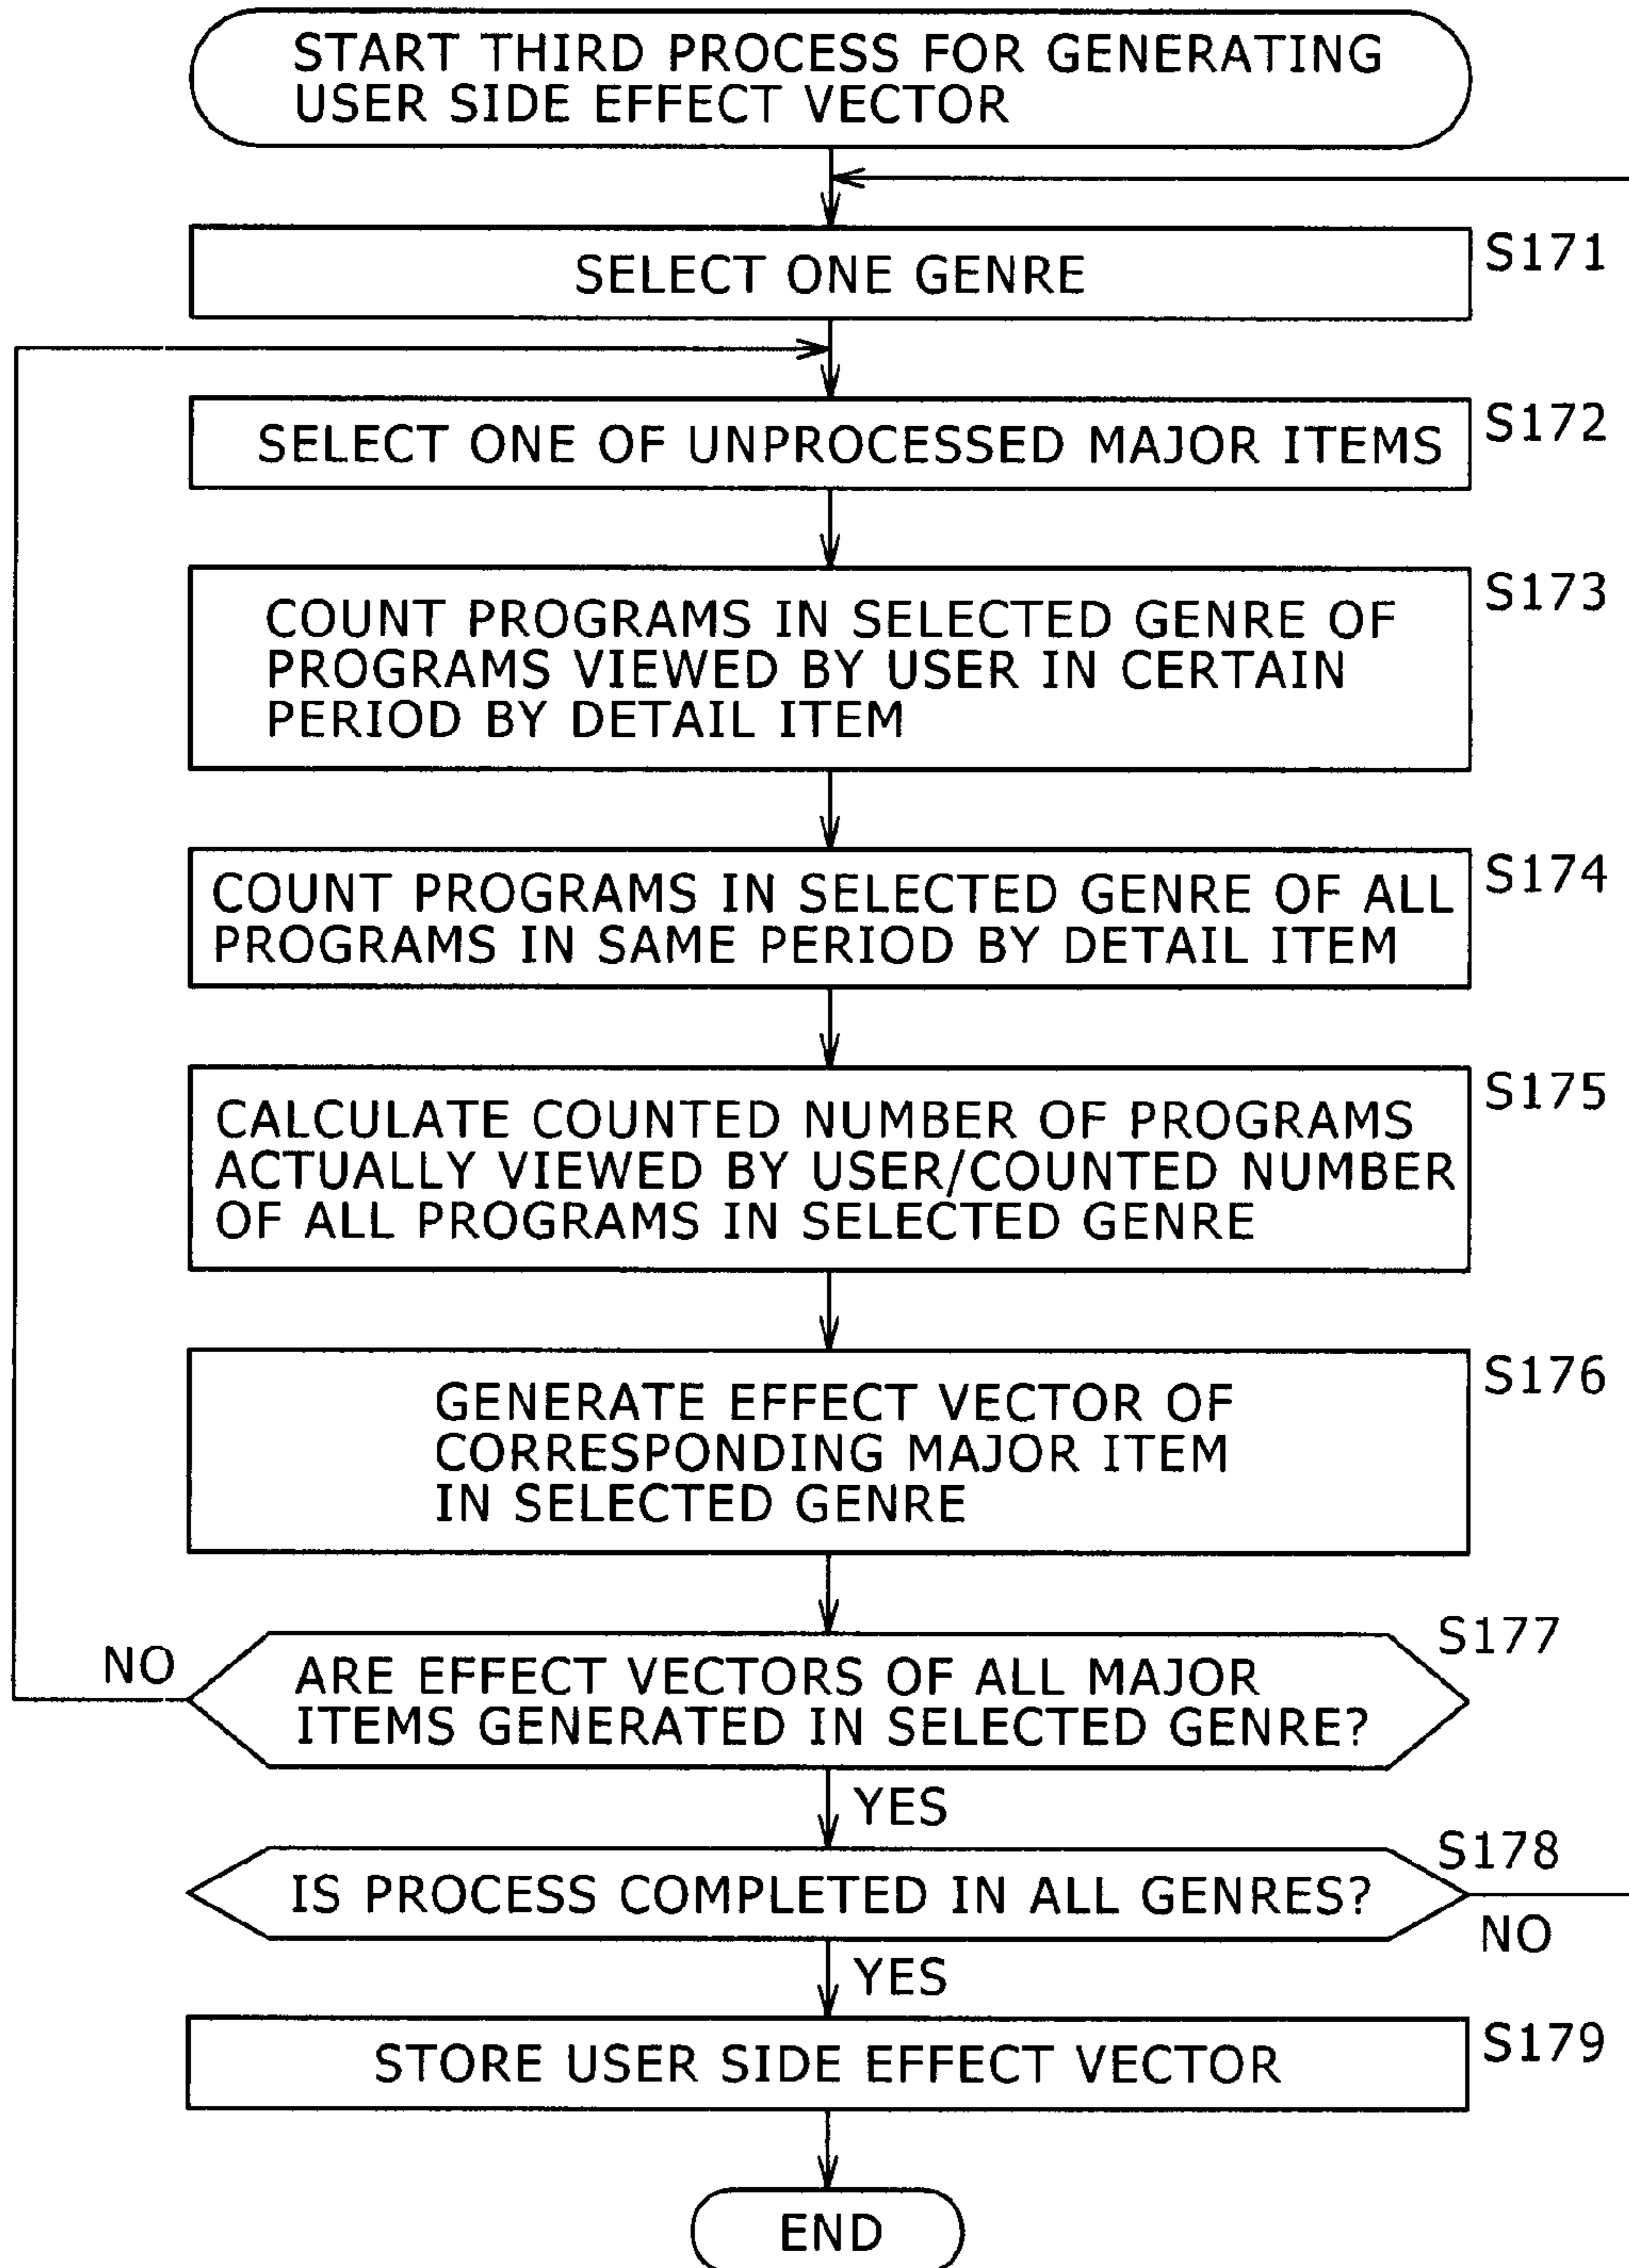 START THIRD PROCESS FOR GENERATING
USER SIDE EFFECT VECTOR
S171
SELECT ONE GENRE
S172
SELECT ONE OF UNPROCESSED MAJOR ITEMS
S173
COUNT PROGRAMS IN SELECTED GENRE OF
PROGRAMS VIEWED BY USER IN CERTAIN
PERIOD BY DETAIL ITEM
S174
COUNT PROGRAMS IN SELECTED GENRE OF ALL
PROGRAMS IN SAME PERIOD BY DETAIL ITEM
S175
CALCULATE COUNTED NUMBER OF PROGRAMS
ACTUALLY VIEWED BY USER/COUNTED NUMBER
OF ALL PROGRAMS IN SELECTED GENRE
S176
GENERATE EFFECT VECTOR OF
CORRESPONDING MAJOR ITEM
IN SELECTED GENRE
S177
NO
ARE EFFECT VECTORS OF ALL MAJOR
ITEMS GENERATED IN SELECTED GENRE?
YES
S178
IS PROCESS COMPLETED IN ALL GENRES?
NO
YES
S179
STORE USER SIDE EFFECT VECTOR
END